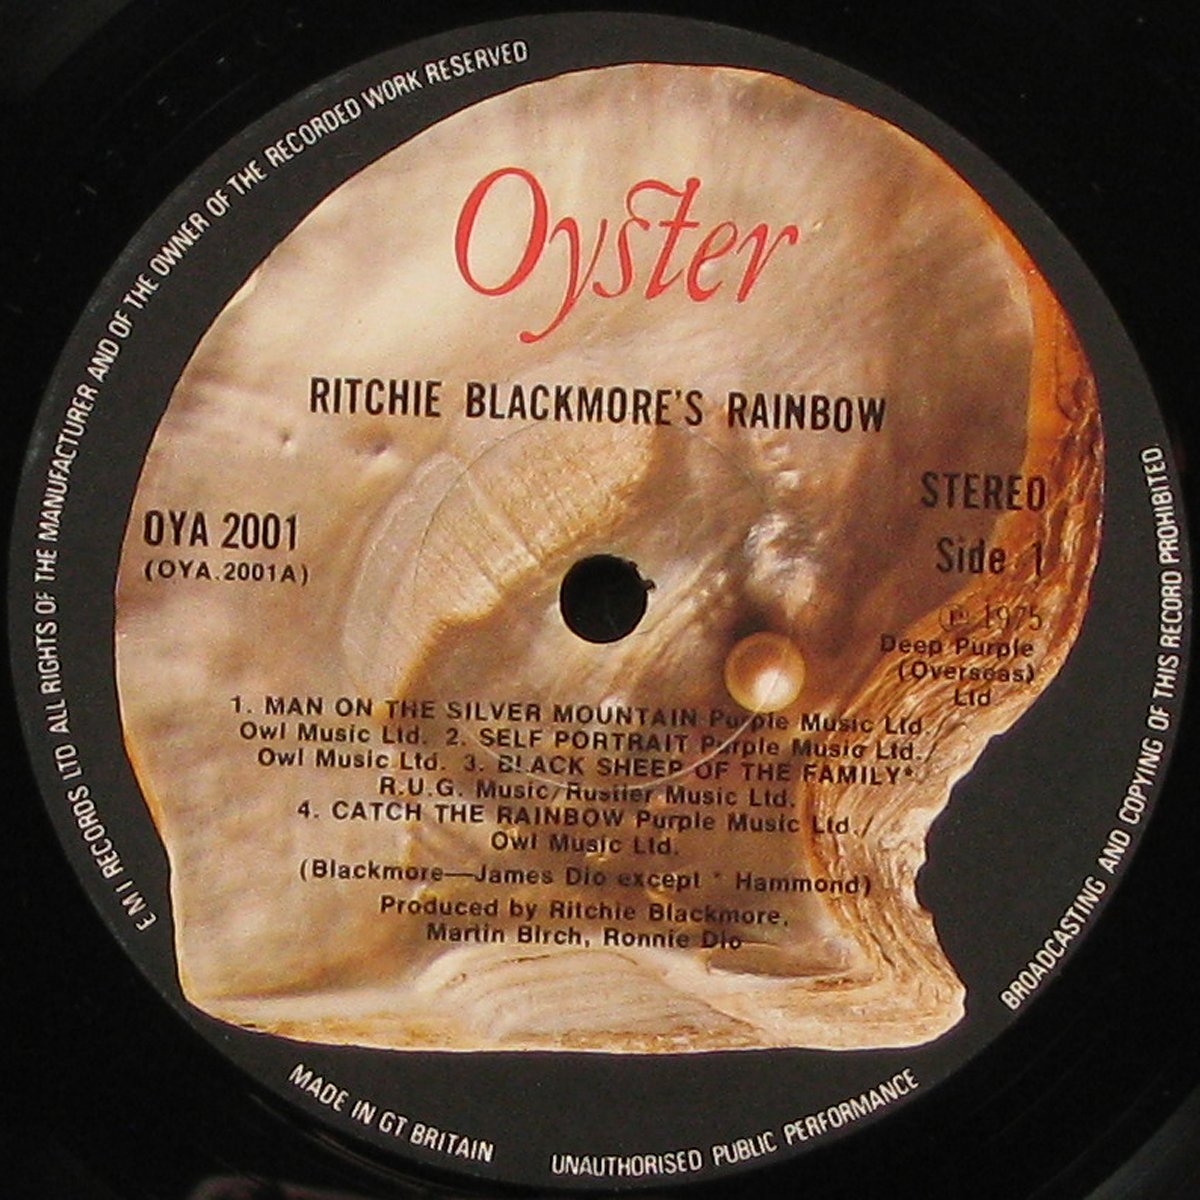 Oyster
RITCHIE BLACKMORE'S RAINBOW
STEREO
OYA 2001
Side 1
(OYA.2001A)
℗ 1975
Deep Purple
(Overseas)
Ltd
1. MAN ON THE SILVER MOUNTAIN Purple Music Ltd./
Owl Music Ltd. 2. SELF PORTRAIT Purple Music Ltd./
Owl Music Ltd. 3. BLACK SHEEP OF THE FAMILY*
R.U.G. Music/Rustler Music Ltd.
4. CATCH THE RAINBOW Purple Music Ltd./
Owl Music Ltd.
(Blackmore—James Dio except * Hammond)
Produced by Ritchie Blackmore,
Martin Birch, Ronnie Dio
E M I RECORDS LTD ALL RIGHTS OF THE MANUFACTURER AND OF THE OWNER OF THE RECORDED WORK RESERVED
MADE IN GT BRITAIN
UNAUTHORISED PUBLIC PERFORMANCE
BROADCASTING AND COPYING OF THIS RECORD PROHIBITED.